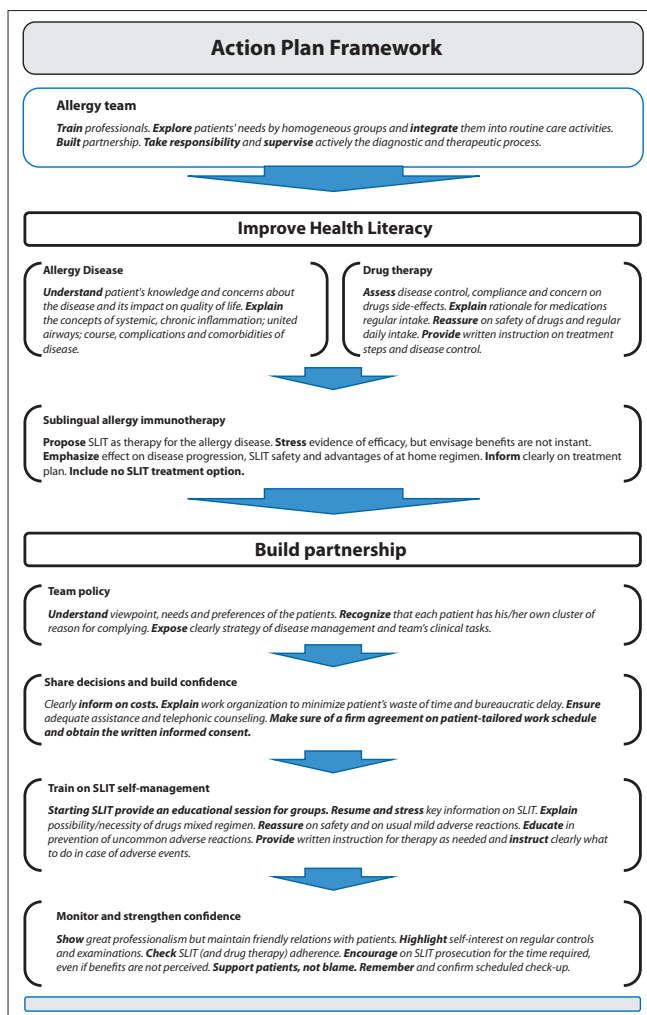 Action Plan Framework
Allergy team
Train professionals. Explore patients' needs by homogeneous groups and integrate them into routine care activities.
Built partnership. Take responsibility and supervise actively the diagnostic and therapeutic process.
Improve Health Literacy
Allergy Disease
Understand patient's knowledge and concerns about
the disease and its impact on quality of life. Explain
the concepts of systemic, chronic inflammation; united
airways; course, complications and comorbidities of
disease.
Drug therapy
Assess disease control, compliance and concern on
drugs side-effects. Explain rationale for medications
regular intake. Reassure on safety of drugs and regular
daily intake. Provide written instruction on treatment
steps and disease control.
Sublingual allergy immunotherapy
Propose SLIT as therapy for the allergy disease. Stress evidence of efficacy, but envisage benefits are not instant.
Emphasize effect on disease progression, SLIT safety and advantages of at home regimen. Inform clearly on treatment
plan. Include no SLIT treatment option.
Build partnership
Team policy
Understand viewpoint, needs and preferences of the patients. Recognize that each patient has his/her own cluster of
reason for complying. Expose clearly strategy of disease management and team's clinical tasks.
Share decisions and build confidence
Clearly inform on costs. Explain work organization to minimize patient's waste of time and bureaucratic delay. Ensure
adequate assistance and telephonic counseling. Make sure of a firm agreement on patient-tailored work schedule
and obtain the written informed consent.
Train on SLIT self-management
Starting SLIT provide an educational session for groups. Resume and stress key information on SLIT. Explain
possibility/necessity of drugs mixed regimen. Reassure on safety and on usual mild adverse reactions. Educate in
prevention of uncommon adverse reactions. Provide written instruction for therapy as needed and instruct clearly what
to do in case of adverse events.
Monitor and strengthen confidence
Show great professionalism but maintain friendly relations with patients. Highlight self-interest on regular controls
and examinations. Check SLIT (and drug therapy) adherence. Encourage on SLIT prosecution for the time required,
even if benefits are not perceived. Support patients, not blame. Remember and confirm scheduled check-up.